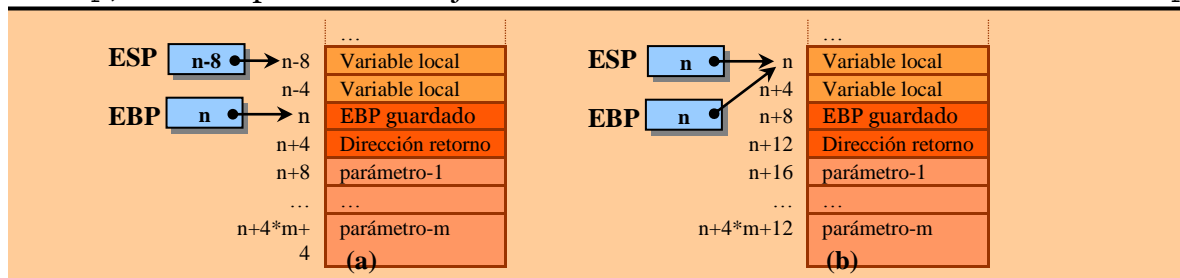 …
ESP n-8 n-8 Variable local
n-4 Variable local
EBP n n EBP guardado
n+4 Dirección retorno
n+8 parámetro-1
… …
n+4*m+ parámetro-m
4
(a)
…
ESP n n Variable local
n+4 Variable local
EBP n n+8 EBP guardado
n+12 Dirección retorno
n+16 parámetro-1
… …
n+4*m+12 parámetro-m
(b)